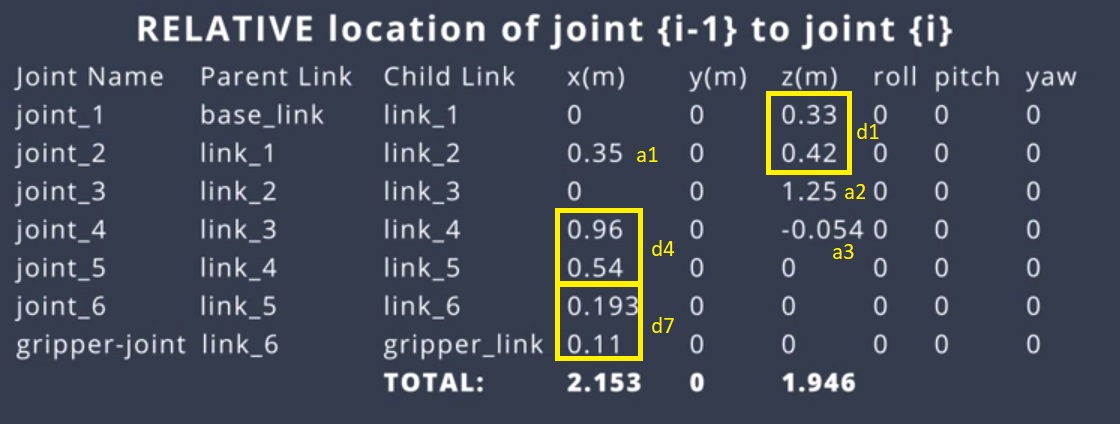 RELATIVE location of joint {i-1} to joint {i}
Joint Name Parent Link Child Link x(m) y(m) z(m) roll pitch yaw
joint_1 base_link link_1 0 0 0.33 0 0 0
d1
joint_2 link_1 link_2 0.35 a1 0 0.42 0 0 0
joint_3 link_2 link_3 0 0 1.25 a2 0 0 0
joint_4 link_3 link_4 0.96 0 -0.054 0 0 0
d4 a3
joint_5 link_4 link_5 0.54 0 0 0 0 0
joint_6 link_5 link_6 0.193 0 0 0 0 0
d7
gripper-joint link_6 gripper_link 0.11 0 0 0 0 0
TOTAL: 2.153 0 1.946